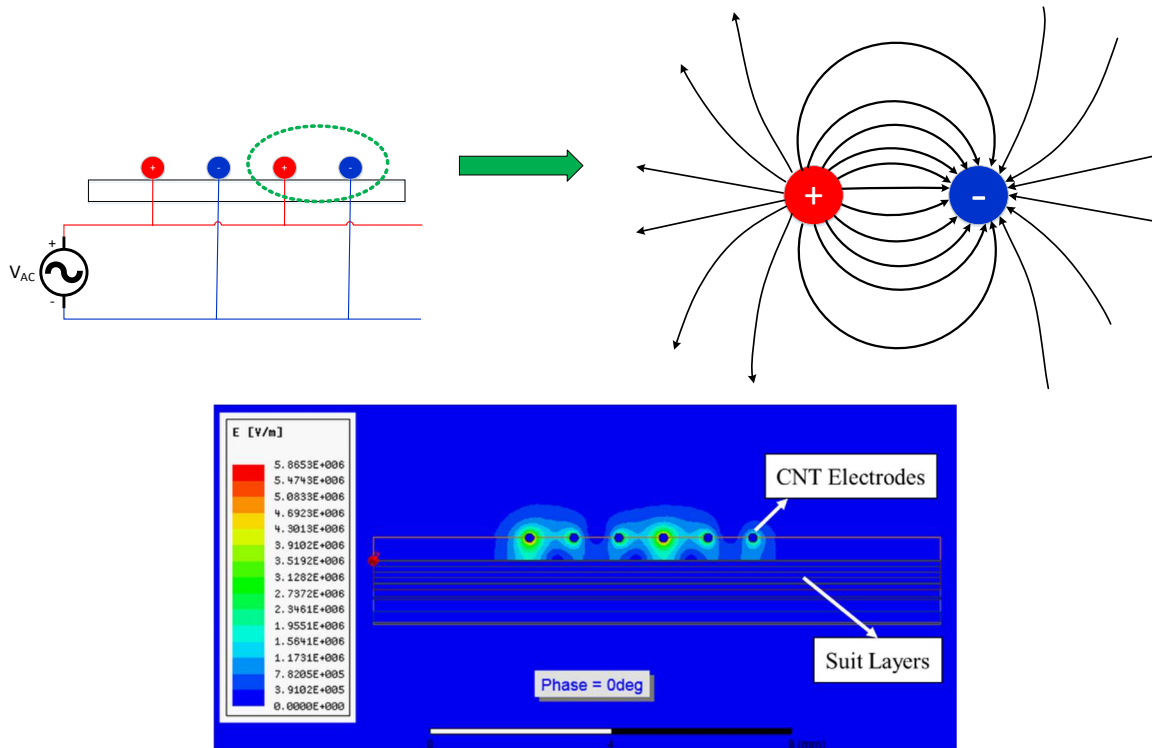 + - + -
+
V_AC
-
+ -
E [V/m]
5.8653E+006
5.4743E+006
5.0833E+006
4.6923E+006
4.3013E+006
3.9102E+006
3.5192E+006
3.1282E+006
2.7372E+006
2.3461E+006
1.9551E+006
1.5641E+006
1.1731E+006
7.8205E+005
3.9102E+005
0.0000E+000
CNT Electrodes
Suit Layers
Phase = 0deg